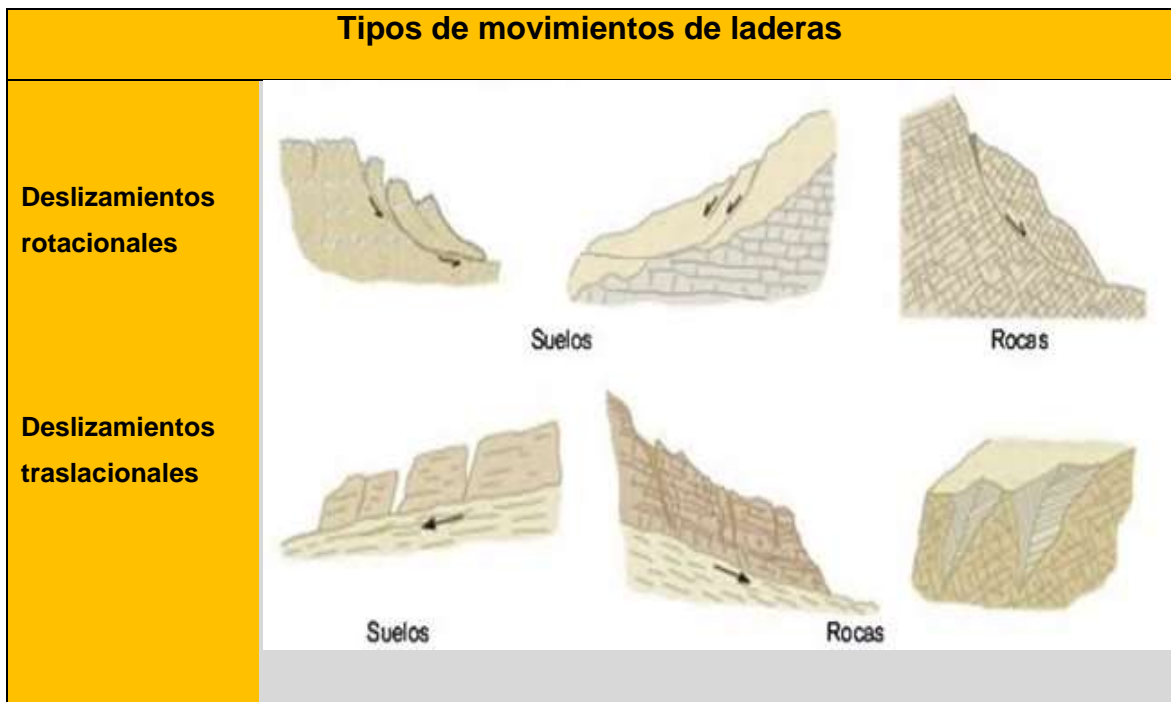 Tipos de movimientos de laderas
Deslizamientos
rotacionales
Suelos
Rocas
Deslizamientos
traslacionales
Suelos
Rocas